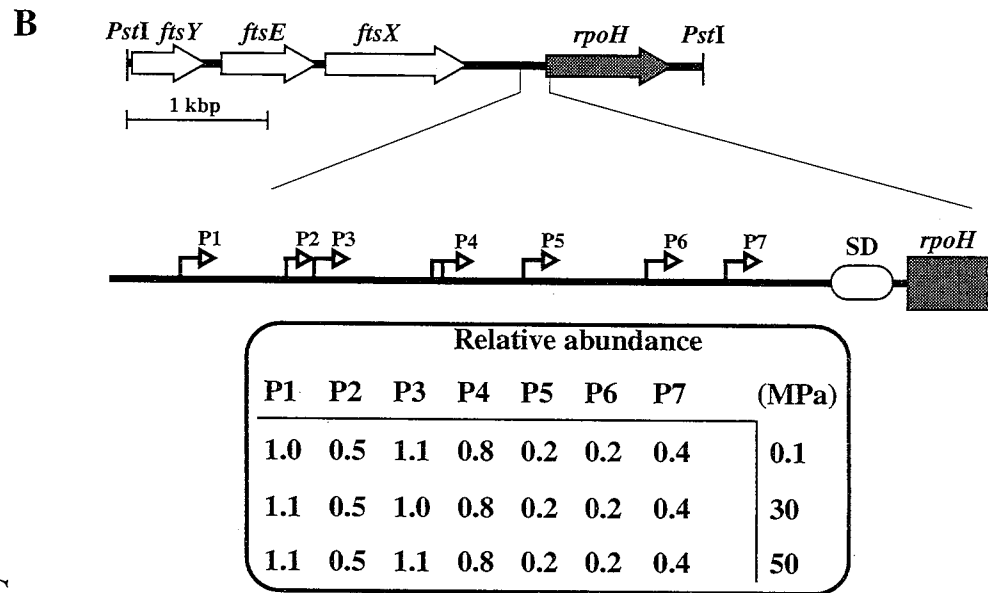 B
PstI ftsY ftsE ftsX rpoH PstI
1 kbp
P1 P2 P3 P4 P5 P6 P7 SD rpoH
Relative abundance
P1 P2 P3 P4 P5 P6 P7 (MPa)
1.0 0.5 1.1 0.8 0.2 0.2 0.4 0.1
1.1 0.5 1.0 0.8 0.2 0.2 0.4 30
1.1 0.5 1.1 0.8 0.2 0.2 0.4 50